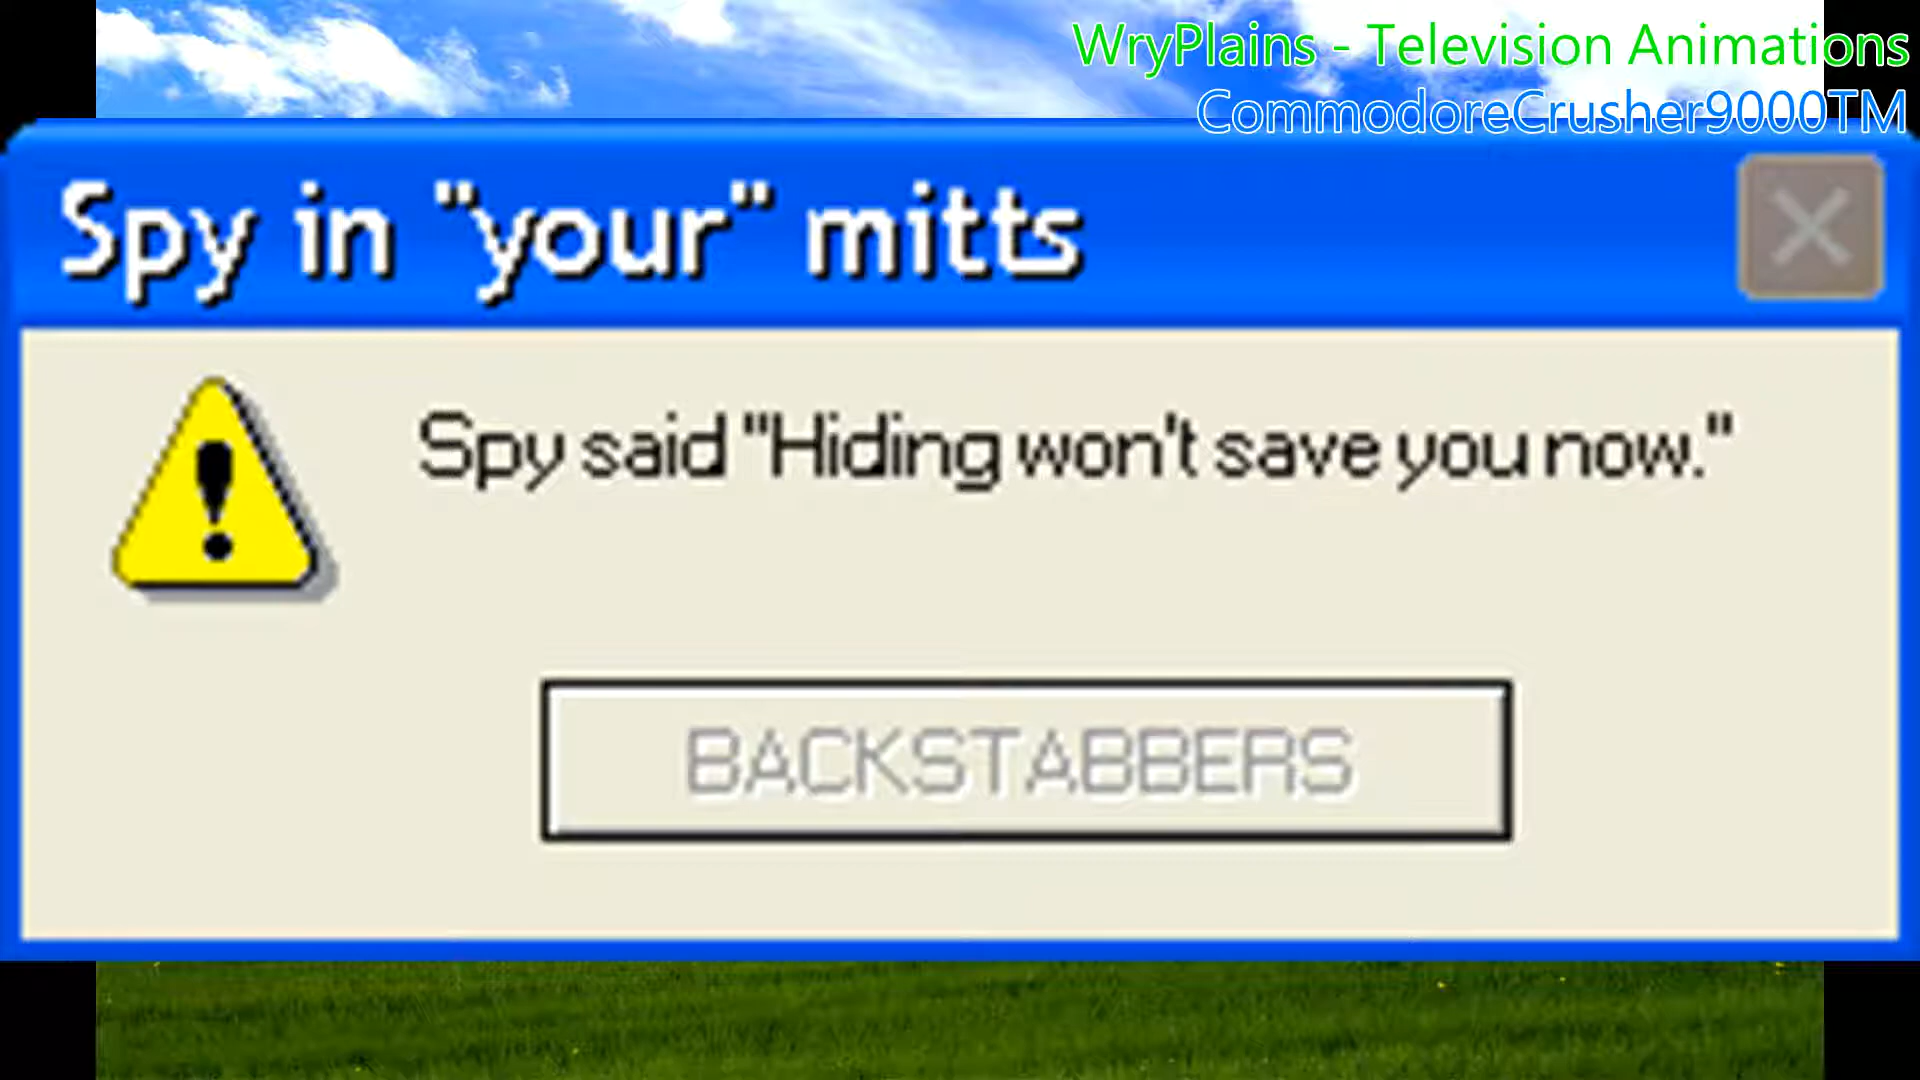 WryPlains - Television Animations
CommodoreCrusher9000TM
Spy in "your" mitts
Spy said "Hiding won't save you now."
BACKSTABBERS